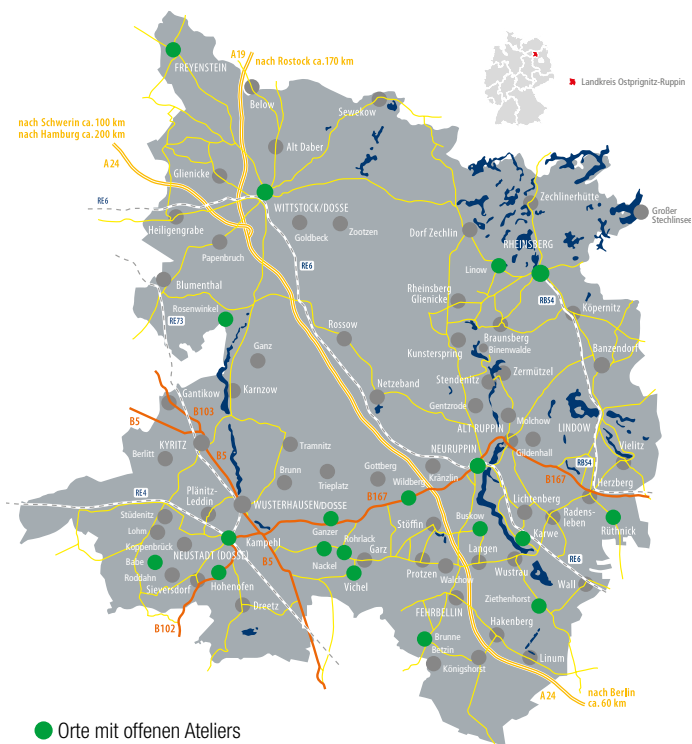 A19
nach Rostock ca.170 km
FREYENSTEIN
Below
Sewekow
Landkreis Ostprignitz-Ruppin
nach Schwerin ca. 100 km
nach Hamburg ca. 200 km
A24
Alt Daber
Glienicke
RE6
WITTSTOCK/DOSSE
Zechlinerhütte
Großer
Stechlinsee
Heiligengrabe
Goldbeck
Zootzen
Dorf Zechlin
RHEINSBERG
Papenbruch
RE6
Linow
Blumenthal
Rheinsberg
Glienicke
RB54
Köpernitz
Rosenwinkel
RE73
Rossow
Braunsberg
Binenwalde
Kunsterspring
Banzendorf
Ganz
Zermützel
Stendenitz
Netzeband
Karnzow
Gantikow
Gentzrode
B103
B5
Molchow
ALT RUPPIN
LINDOW
KYRITZ
Tramnitz
NEURUPPIN
Gildenhall
Vielitz
Berlitt
B5
Gottberg
Kränzlin
RB54
Brunn
Trieplatz
Wildberg
B167
B167
Herzberg
RE4
Plänitz-
Leddin
WUSTERHAUSEN/DOSSE
Lichtenberg
Stüdenitz
Stöffin
Buskow
Radens-
leben
Lohm
Ganzer
Rohrlack
Rüthnick
Koppenbrück
NEUSTADT (DOSSE)
Kampehl
Karwe
Babe
Nackel
Garz
Langen
RE6
B5
Protzen
Wustrau
Roddahn
Sieversdorf
Hohenofen
Vichel
Walchow
Wall
Ziethenhorst
Dreetz
FEHRBELLIN
B102
Hakenberg
Brunne
Betzin
Linum
Königshorst
A24
nach Berlin
ca. 60 km
Orte mit offenen Ateliers